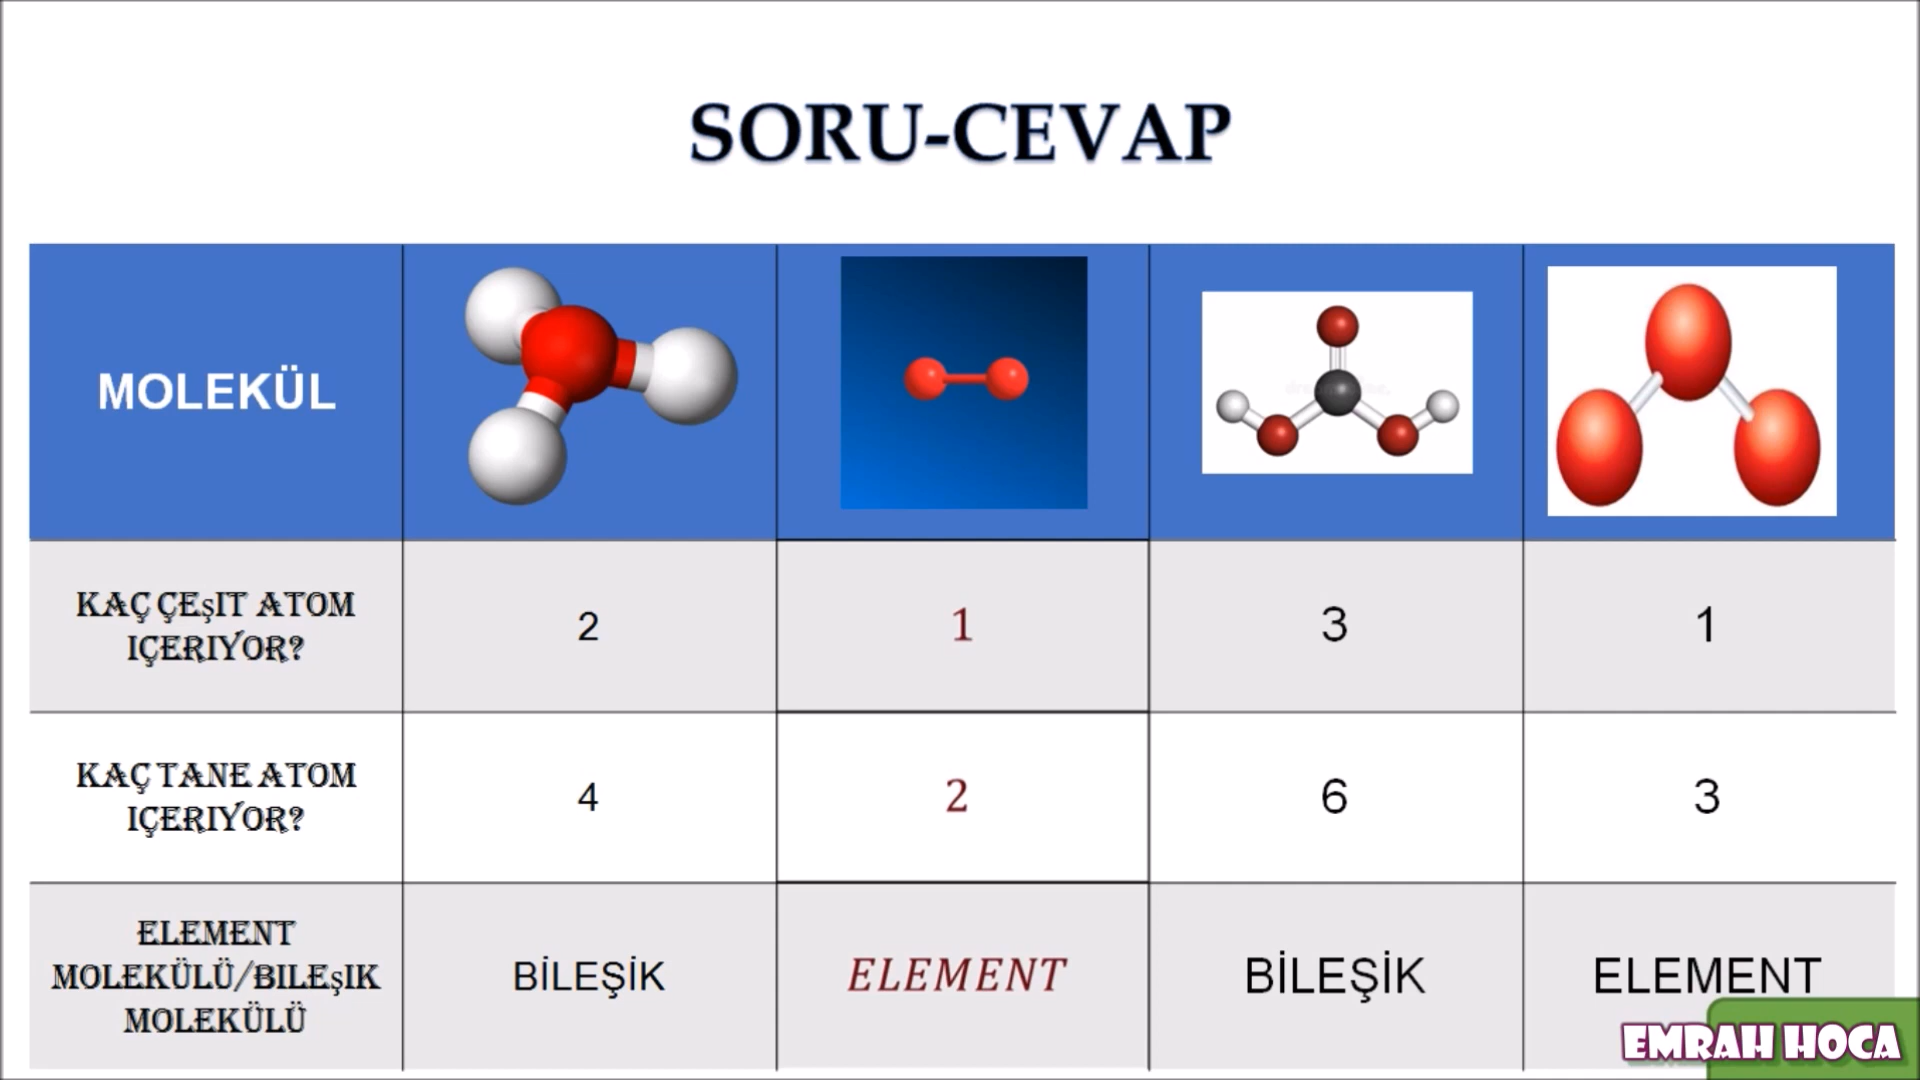 SORU-CEVAP
MOLEKÜL
KAÇ ÇEŞIT ATOM
IÇERIYOR?
2
1
3
1
KAÇ TANE ATOM
IÇERIYOR?
4
2
6
3
ELEMENT
MOLEKÜLÜ/BILEŞIK
MOLEKÜLÜ
BİLEŞİK
ELEMENT
BİLEŞİK
ELEMENT
EMRAH HOCA